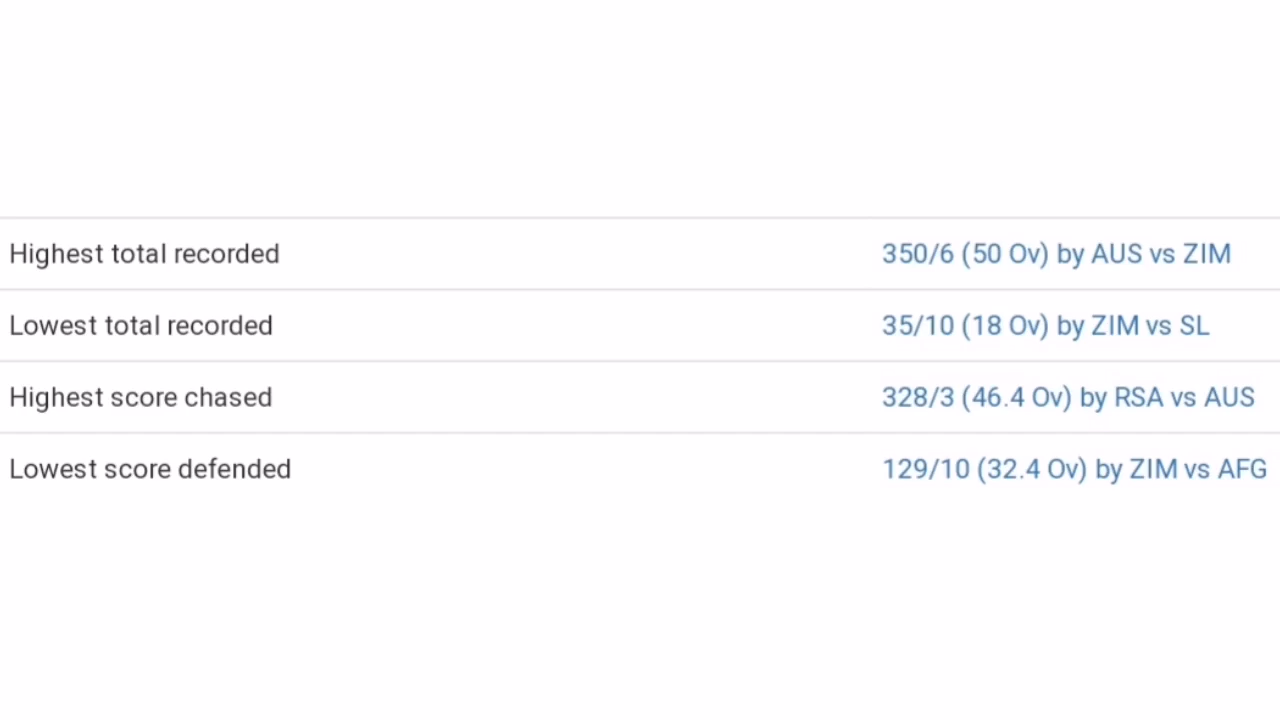 Highest total recorded 350/6 (50 Ov) by AUS vs ZIM
Lowest total recorded 35/10 (18 Ov) by ZIM vs SL
Highest score chased 328/3 (46.4 Ov) by RSA vs AUS
Lowest score defended 129/10 (32.4 Ov) by ZIM vs AFG